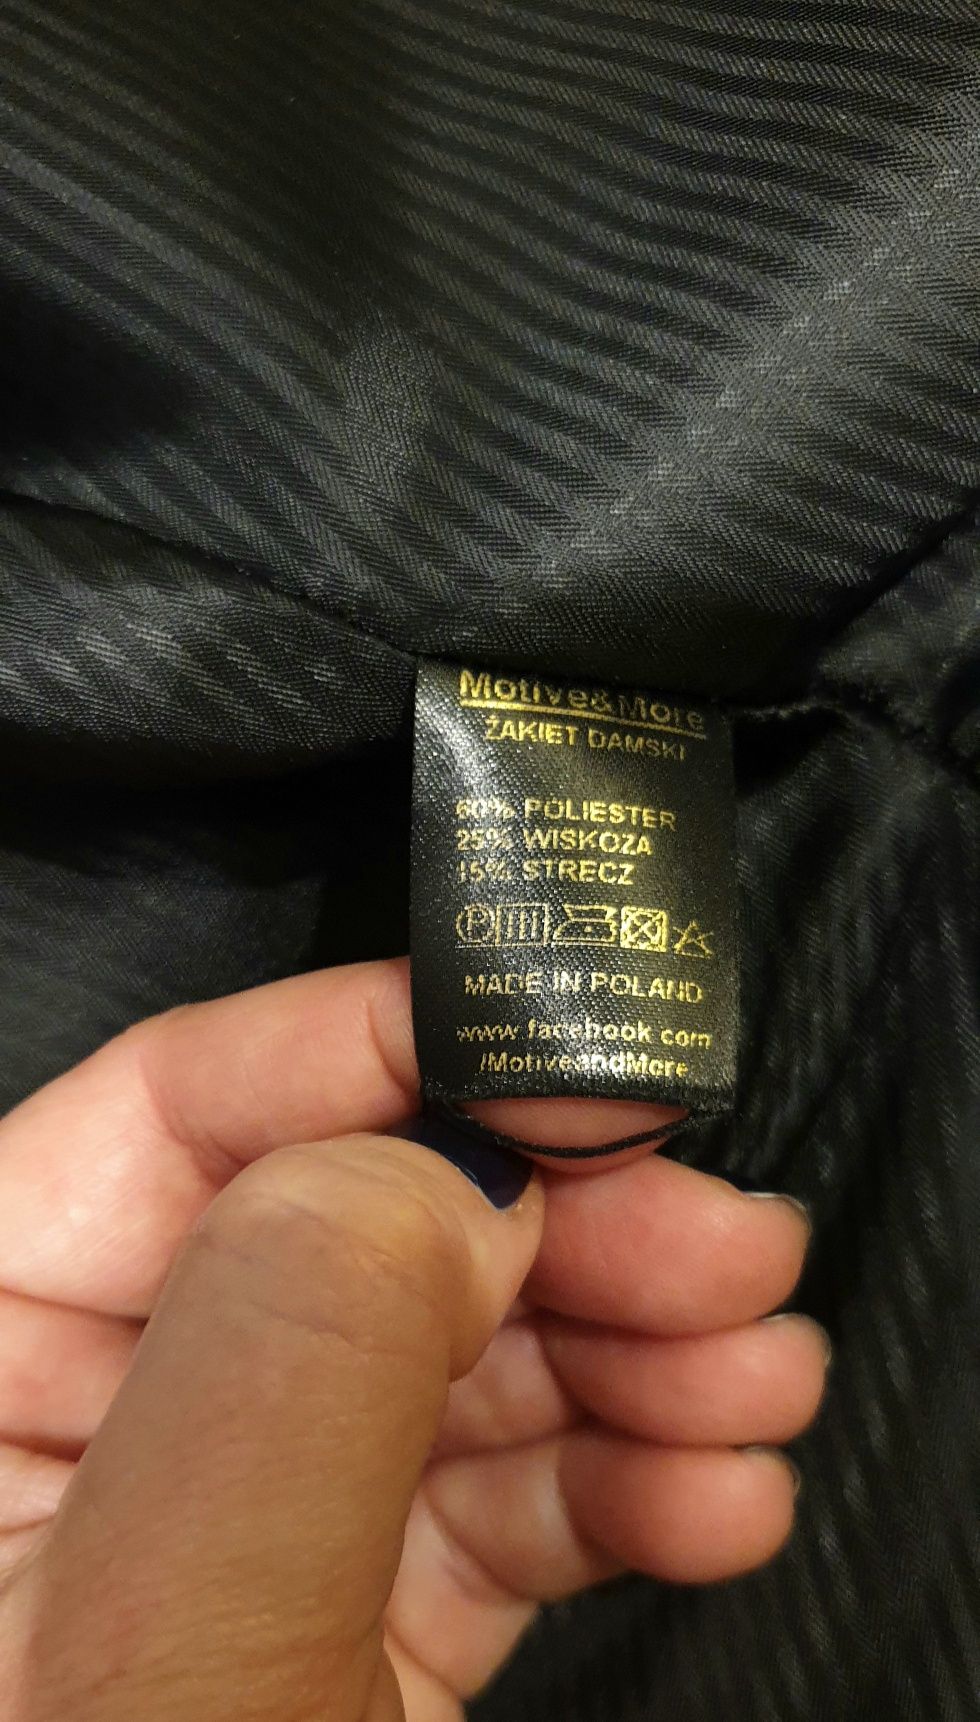 Motive&More
ŻAKIET DAMSKI
60% POLIESTER
25% WISKOZA
15% STRECZ
MADE IN POLAND
www.facebook.com
/MotiveandMore